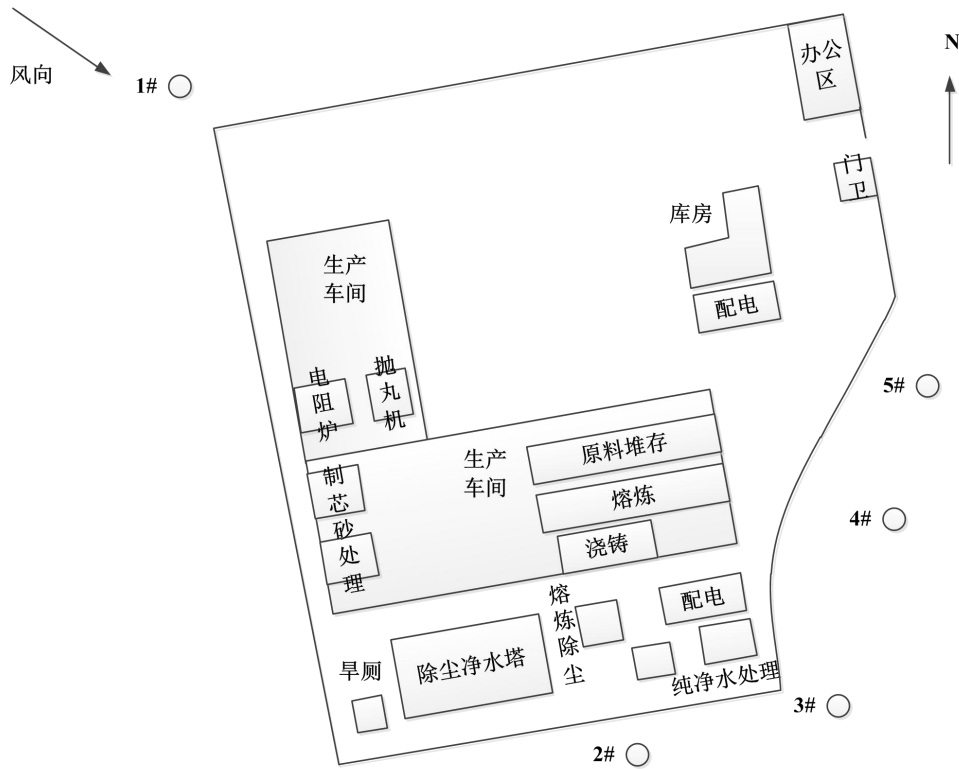 风向
1#
N
办公
区
门
卫
库房
配电
生产
车间
电
阻
炉
抛
丸
机
5#
生产
车间
原料堆存
熔炼
浇铸
制
芯
砂
处
理
4#
熔
炼
除
尘
配电
除尘净水塔
旱厕
纯净水处理
3#
2#